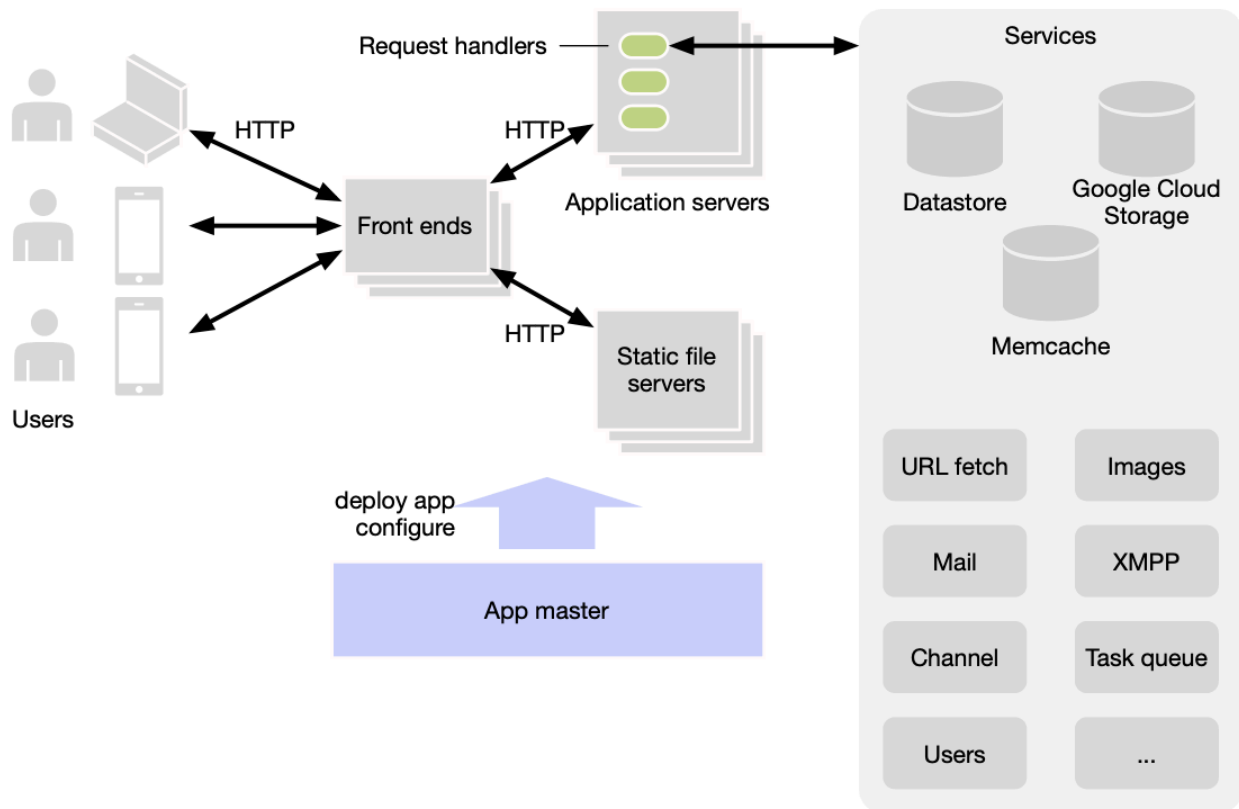 Request handlers
Services
HTTP
HTTP
Application servers
Datastore
Google Cloud
Storage
Front ends
Memcache
HTTP
Static file
servers
Users
URL fetch
Images
deploy app
configure
Mail
XMPP
App master
Channel
Task queue
Users
...